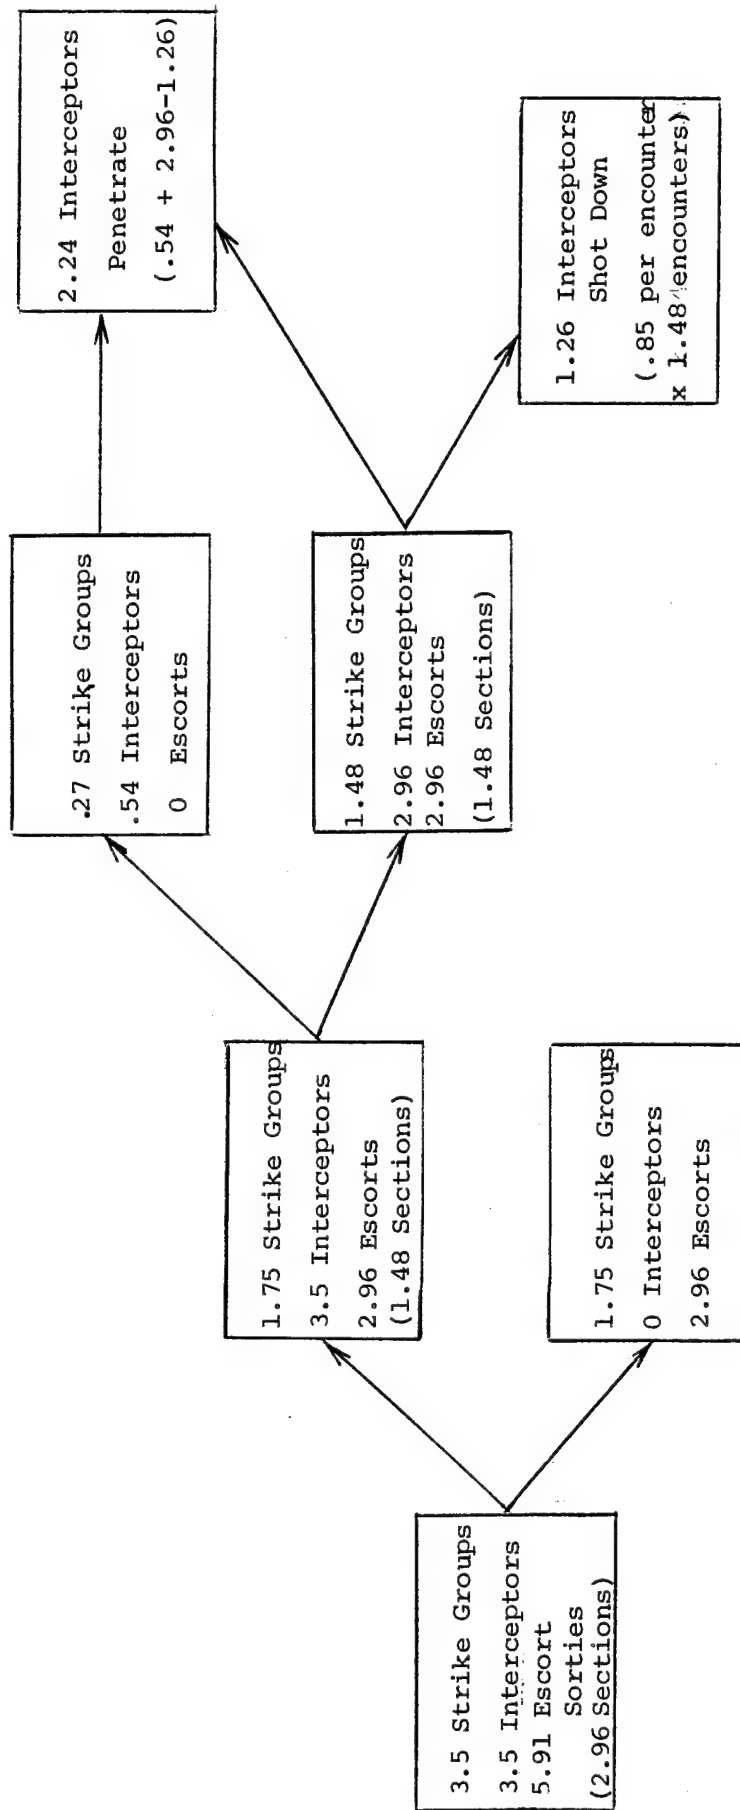 3.5 Strike Groups
3.5 Interceptors
5.91 Escort
Sorties
(2.96 Sections)
1.75 Strike Groups
3.5 Interceptors
2.96 Escorts
(1.48 Sections)
1.75 Strike Groups
0 Interceptors
2.96 Escorts
.27 Strike Groups
.54 Interceptors
0 Escorts
1.48 Strike Groups
2.96 Interceptors
2.96 Escorts
(1.48 Sections)
2.24 Interceptors
Penetrate
(.54 + 2.96-1.26)
1.26 Interceptors
Shot Down
(.85 per encounter
x 1.48 encounters)